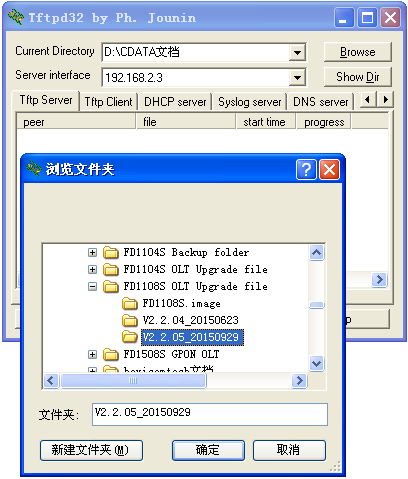 Tftpd32 by Ph. Jounin
Current Directory D:\CDATA文档 Browse
Server interface 192.168.2.3 Show Dir
Tftp Server Tftp Client DHCP server Syslog server DNS server
peer file start time progress
浏览文件夹
FD1104S Backup folder
FD1104S OLT Upgrade file
FD1108S OLT Upgrade file
FD1108S.image
V2.2.04_20150623
V2.2.05_20150929
FD1508S GPON OLT
文件夹: V2.2.05_20150929
新建文件夹(M) 确定 取消